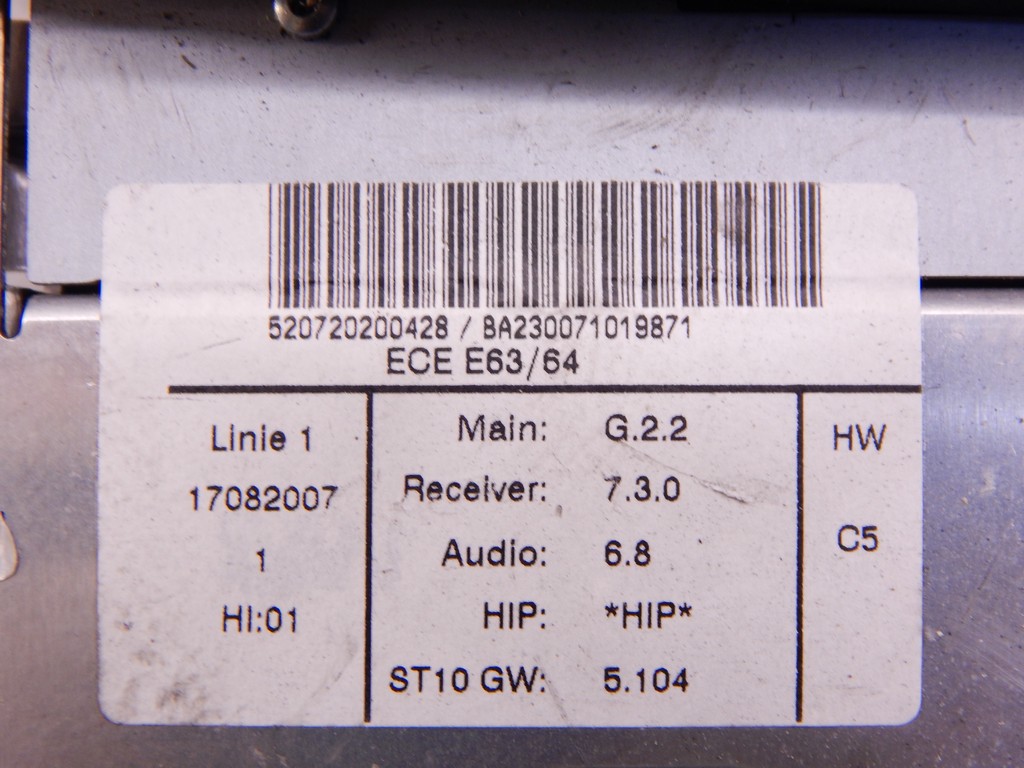 520720200428 / BA230071019871
ECE E63/64
Linie 1
17082007
1
HI:01
Main: G.2.2
Receiver: 7.3.0
Audio: 6.8
HIP: *HIP*
ST10 GW: 5.104
HW
C5